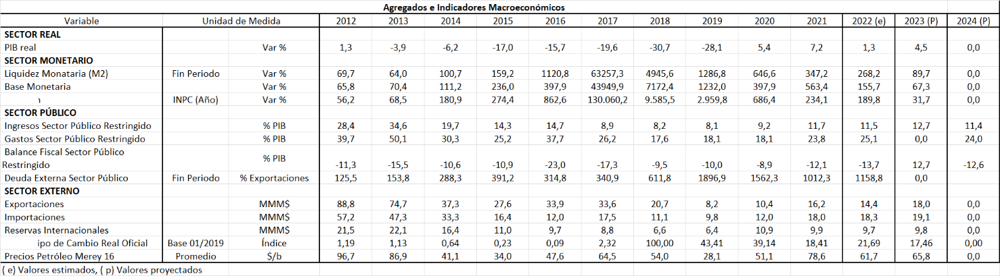 Agregados e Indicadores Macroeconómicos
Variable Unidad de Medida 2012 2013 2014 2015 2016 2017 2018 2019 2020 2021 2022 (e) 2023 (P) 2024 (P)
SECTOR REAL
PIB real Var % 1,3 -3,9 -6,2 -17,0 -15,7 -19,6 -30,7 -28,1 5,4 7,2 1,3 4,5 0,0
SECTOR MONETARIO
Liquidez Monataria (M2) Fin Periodo Var % 69,7 64,0 100,7 159,2 1120,8 63257,3 4945,6 1286,8 646,6 347,2 268,2 89,7 0,0
Base Monetaria Var % 65,8 70,4 111,2 236,0 397,9 43949,9 7172,4 1232,0 397,9 563,4 155,7 67,3 0,0
INPC (Año) Var % 56,2 68,5 180,9 274,4 862,6 130.060,2 9.585,5 2.959,8 686,4 234,1 189,8 31,7 0,0
SECTOR PÚBLICO
Ingresos Sector Público Restringido % PIB 28,4 34,6 19,7 14,3 14,7 8,9 8,2 8,1 9,2 11,7 11,5 12,7 11,4
Gastos Sector Público Restringido % PIB 39,7 50,1 30,3 25,2 37,7 26,2 17,6 18,1 18,1 23,8 25,1 0,0 24,0
Balance Fiscal Sector Público
Restringido % PIB -11,3 -15,5 -10,6 -10,9 -23,0 -17,3 -9,5 -10,0 -8,9 -12,1 -13,7 12,7 -12,6
Deuda Externa Sector Público Fin Periodo % Exportaciones 125,5 153,8 288,3 391,2 314,8 340,9 611,8 1896,9 1562,3 1012,3 1158,8 0,0
SECTOR EXTERNO
Exportaciones MMM$ 88,8 74,7 37,3 27,6 33,9 33,6 20,7 8,2 10,4 16,2 14,4 18,0 0,0
Importaciones MMM$ 57,2 47,3 33,3 16,4 12,0 17,5 11,1 9,8 12,0 18,0 18,3 19,1 0,0
Reservas Internacionales MMM$ 21,5 22,1 16,4 11,0 9,7 8,8 6,6 6,4 10,9 9,9 9,7 9,8 0,0
ipo de Cambio Real Oficial Base 01/2019 Índice 1,19 1,13 0,64 0,23 0,09 2,32 100,00 43,41 39,14 18,41 21,69 17,46 0,00
Precios Petróleo Merey 16 Promedio $/b 96,7 86,9 41,1 34,0 47,6 64,5 54,0 28,1 51,1 78,6 61,7 65,8 0,0
( e) Valores estimados, ( p) Valores proyectados